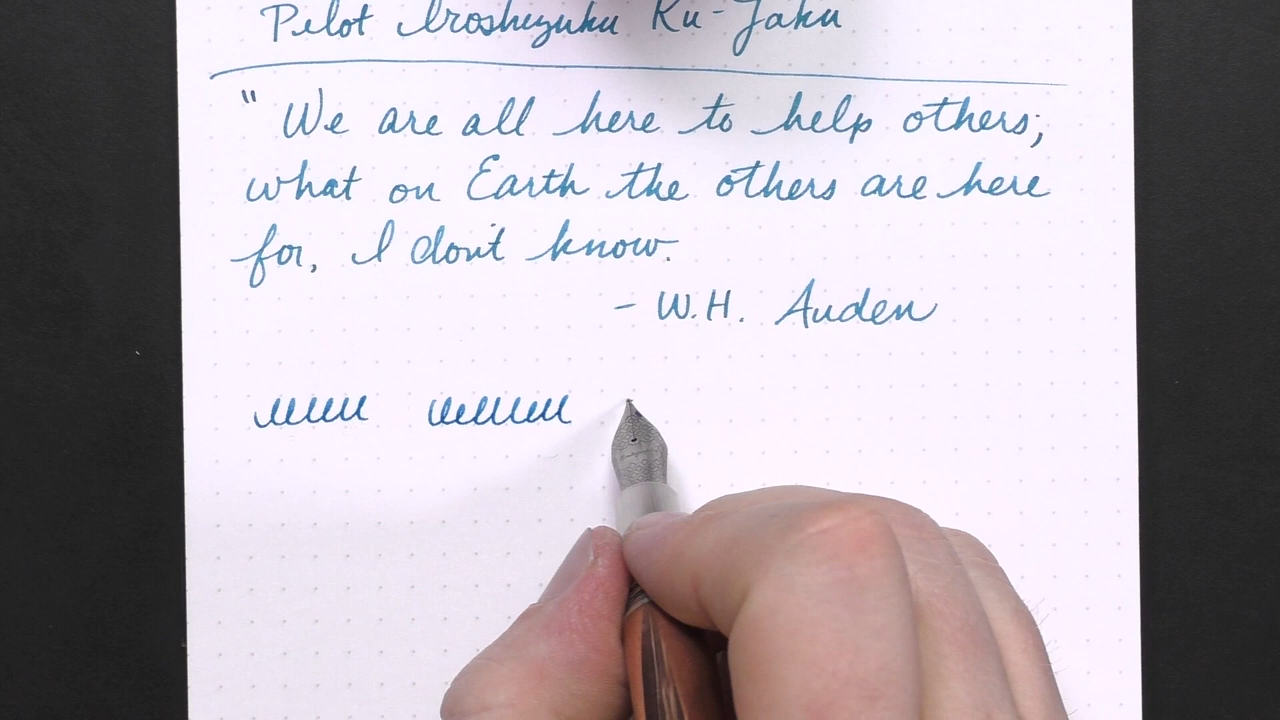 Pilot Iroshizuku Ku-Jaku
" We are all here to help others;
what on Earth the others are here
for, I don't know.
- W.H. Auden